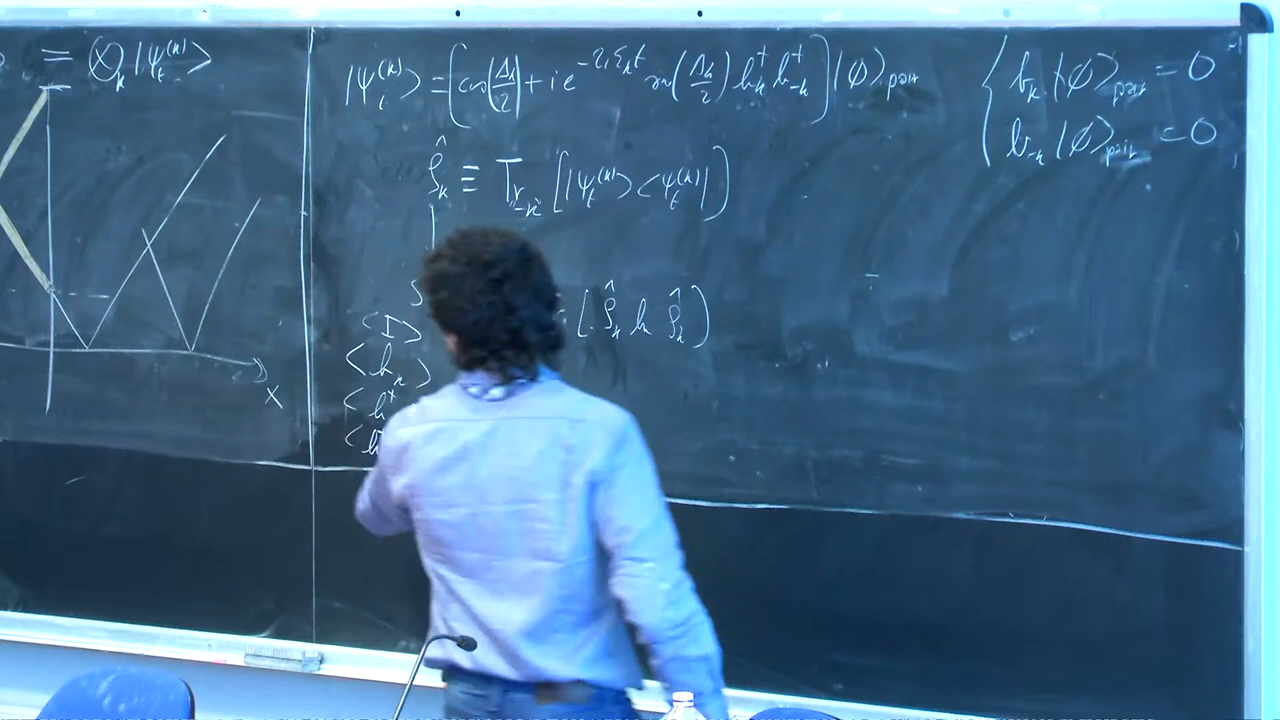 = ⊗_k |ψ_t^{(k)}⟩
x
|ψ_t^{(k)}⟩ = [cos(Δ_k/2) + i e^{-2iε_k t} sin(Δ_k/2) b_k^† b_{-k}^†] |∅⟩_pair
ρ̂_k ≡ Tr_{-k} [|ψ_t^{(k)}⟩⟨ψ_t^{(k)}|]
S [. ρ̂_k ln ρ̂_k]
⟨I⟩
b_k |∅⟩_pair = 0
b_{-k} |∅⟩_pair = 0